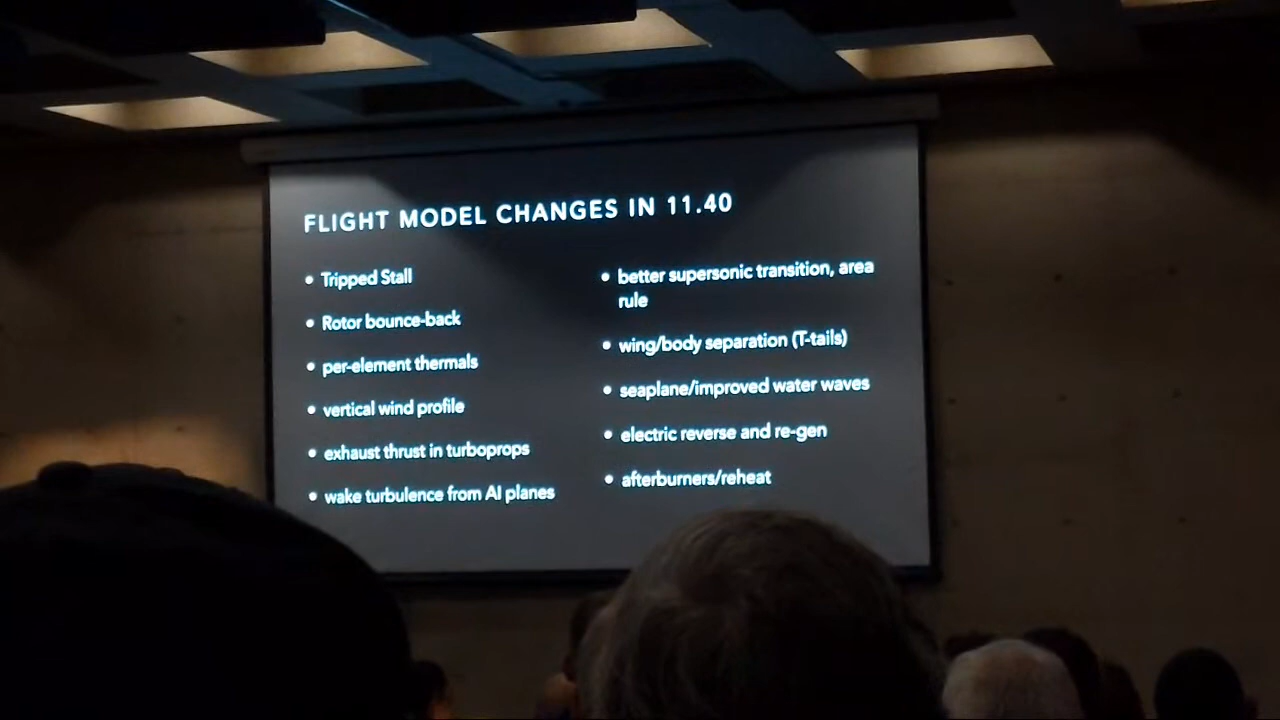 FLIGHT MODEL CHANGES IN 11.40
• Tripped Stall
• Rotor bounce-back
• per-element thermals
• vertical wind profile
• exhaust thrust in turboprops
• wake turbulence from AI planes
• better supersonic transition, area
rule
• wing/body separation (T-tails)
• seaplane/improved water waves
• electric reverse and re-gen
• afterburners/reheat